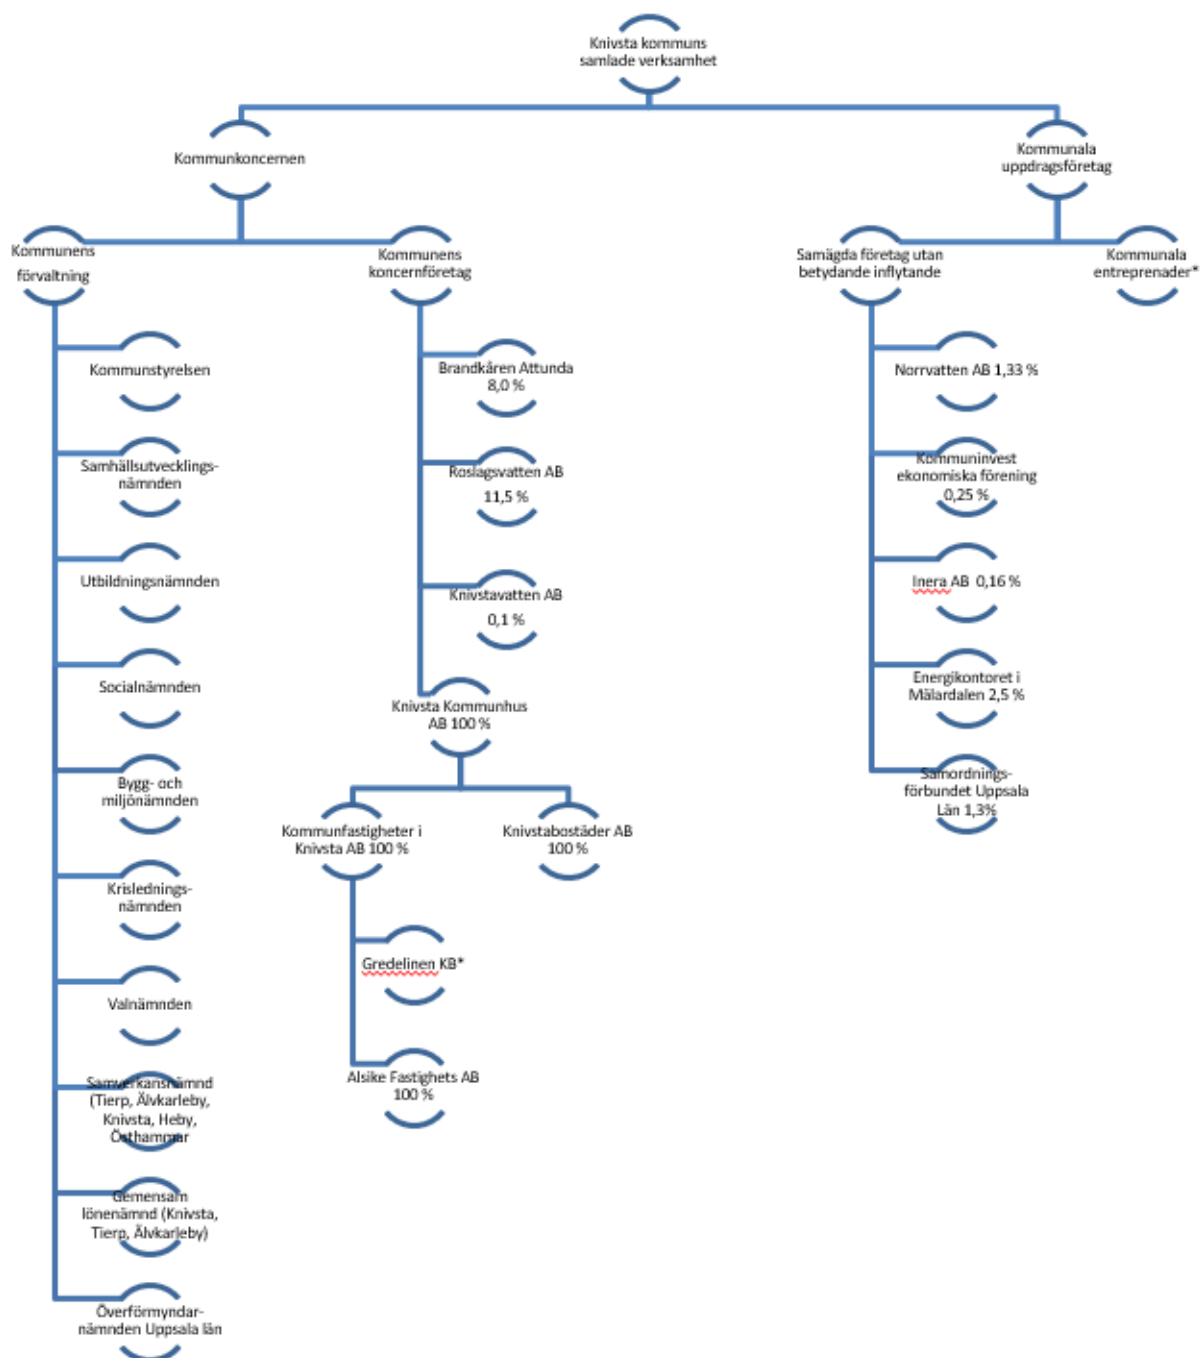 Knivsta kommuns
samlade verksamhet
Kommunkoncernen
Kommunala
uppdragsföretag
Kommunens
förvaltning
Kommunens
koncernföretag
Samägda företag utan
betydande inflytande
Kommunala
entreprenader*
Kommunstyrelsen
Samhällsutvecklings-
nämnden
Utbildningsnämnden
Socialnämnden
Bygg- och
miljönämnden
Krislednings-
nämnden
Valnämnden
Samverkansnämnd
(Tierp, Älvkarleby,
Knivsta, Heby,
Östhammar
Gemensam
lönenämnd (Knivsta,
Tierp, Älvkarleby)
Överförmyndar-
nämnden Uppsala län
Brandkåren Attunda
8,0 %
Roslagsvatten AB
11,5 %
Knivstavatten AB
0,1 %
Knivsta Kommunhus
AB 100 %
Kommunfastigheter i
Knivsta AB 100 %
Knivstabostäder AB
100 %
Gredelinen KB*
Alsike Fastighets AB
100 %
Norrvatten AB 1,33 %
Kommuninvest
ekonomiska förening
0,25 %
Inera AB 0,16 %
Energikontoret i
Mälardalen 2,5 %
Samordnings-
förbundet Uppsala
Län 1,3%